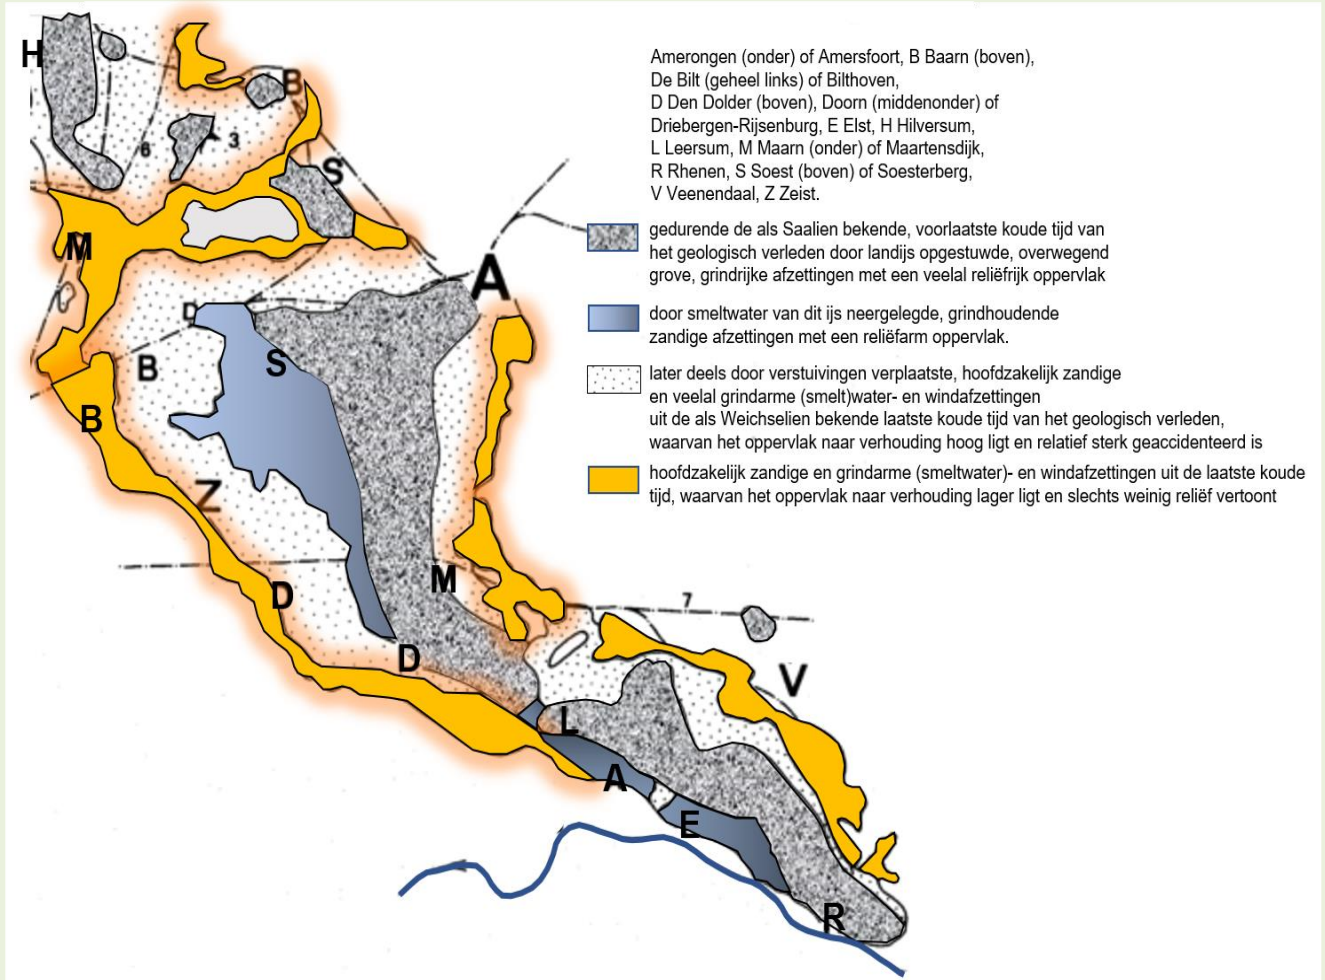 Amerongen (onder) of Amersfoort, B Baarn (boven),
De Bilt (geheel links) of Bilthoven,
D Den Dolder (boven), Doorn (middenonder) of
Driebergen-Rijsenburg, E Elst, H Hilversum,
L Leersum, M Maarn (onder) of Maartensdijk,
R Rhenen, S Soest (boven) of Soesterberg,
V Veenendaal, Z Zeist.
gedurende de als Saalien bekende, voorlaatste koude tijd van
het geologisch verleden door landijs opgestuwde, overwegend
grove, grindrijke afzettingen met een veelal reliëfrijk oppervlak
door smeltwater van dit ijs neergelegde, grindhoudende
zandige afzettingen met een reliëfarm oppervlak.
later deels door verstuivingen verplaatste, hoofdzakelijk zandige
en veelal grindarme (smelt)water- en windafzettingen
uit de als Weichselien bekende laatste koude tijd van het geologisch verleden,
waarvan het oppervlak naar verhouding hoog ligt en relatief sterk geaccidenteerd is
hoofdzakelijk zandige en grindarme (smeltwater)- en windafzettingen uit de laatste koude
tijd, waarvan het oppervlak naar verhouding lager ligt en slechts weinig reliëf vertoont
H
B
6
3
S
M
A
D
B
S
B
Z
M
D
7
D
V
L
A
E
R